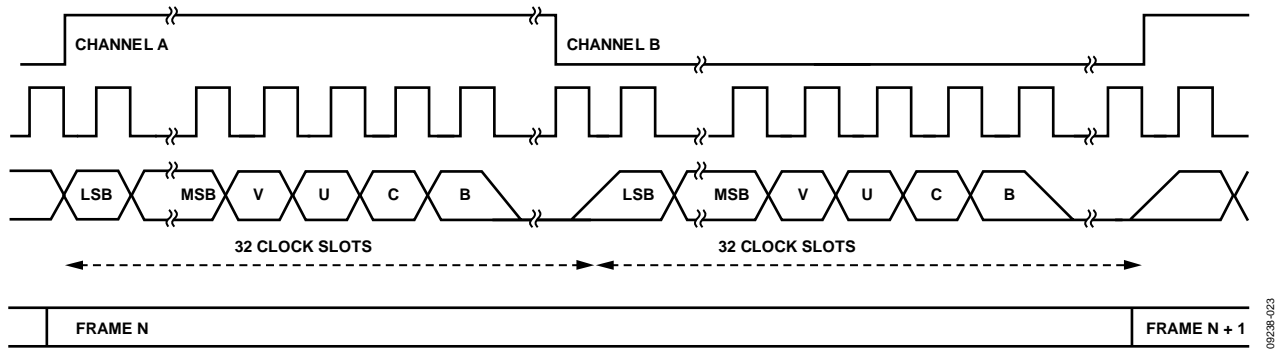 CHANNEL A
CHANNEL B
LSB MSB V U C B LSB MSB V U C B
32 CLOCK SLOTS 32 CLOCK SLOTS
FRAME N FRAME N + 1
09238-023